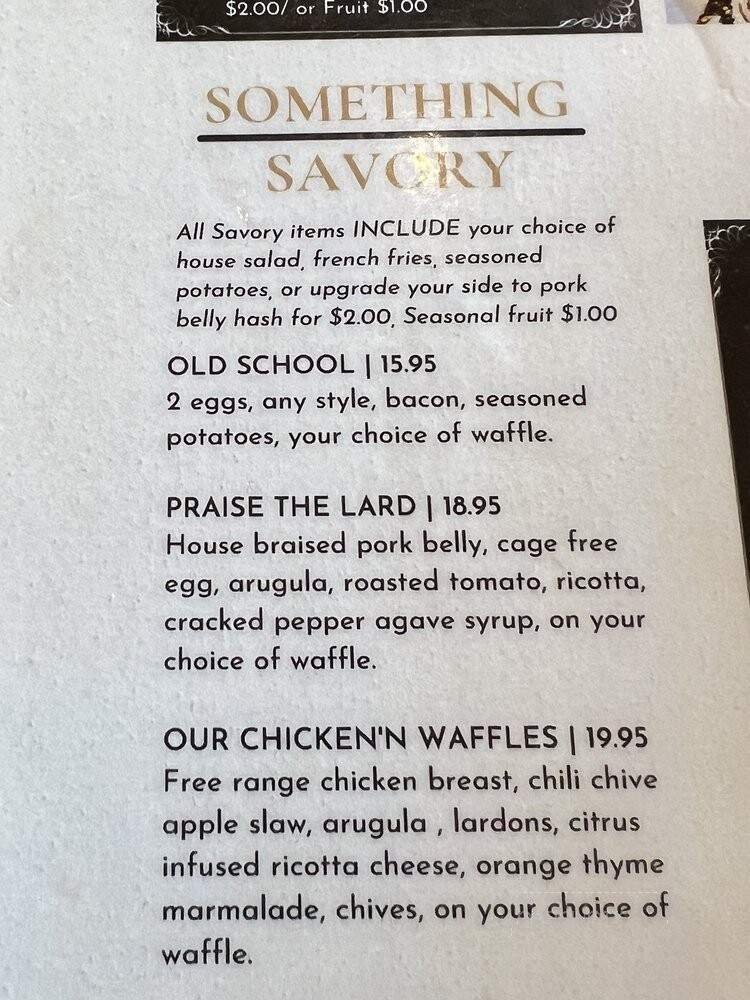 $2.00/ or Fruit $1.00
SOMETHING
SAVORY
All Savory items INCLUDE your choice of
house salad, french fries, seasoned
potatoes, or upgrade your side to pork
belly hash for $2.00, Seasonal fruit $1.00
OLD SCHOOL | 15.95
2 eggs, any style, bacon, seasoned
potatoes, your choice of waffle.
PRAISE THE LARD | 18.95
House braised pork belly, cage free
egg, arugula, roasted tomato, ricotta,
cracked pepper agave syrup, on your
choice of waffle.
OUR CHICKEN'N WAFFLES | 19.95
Free range chicken breast, chili chive
apple slaw, arugula , lardons, citrus
infused ricotta cheese, orange thyme
marmalade, chives, on your choice of
waffle.